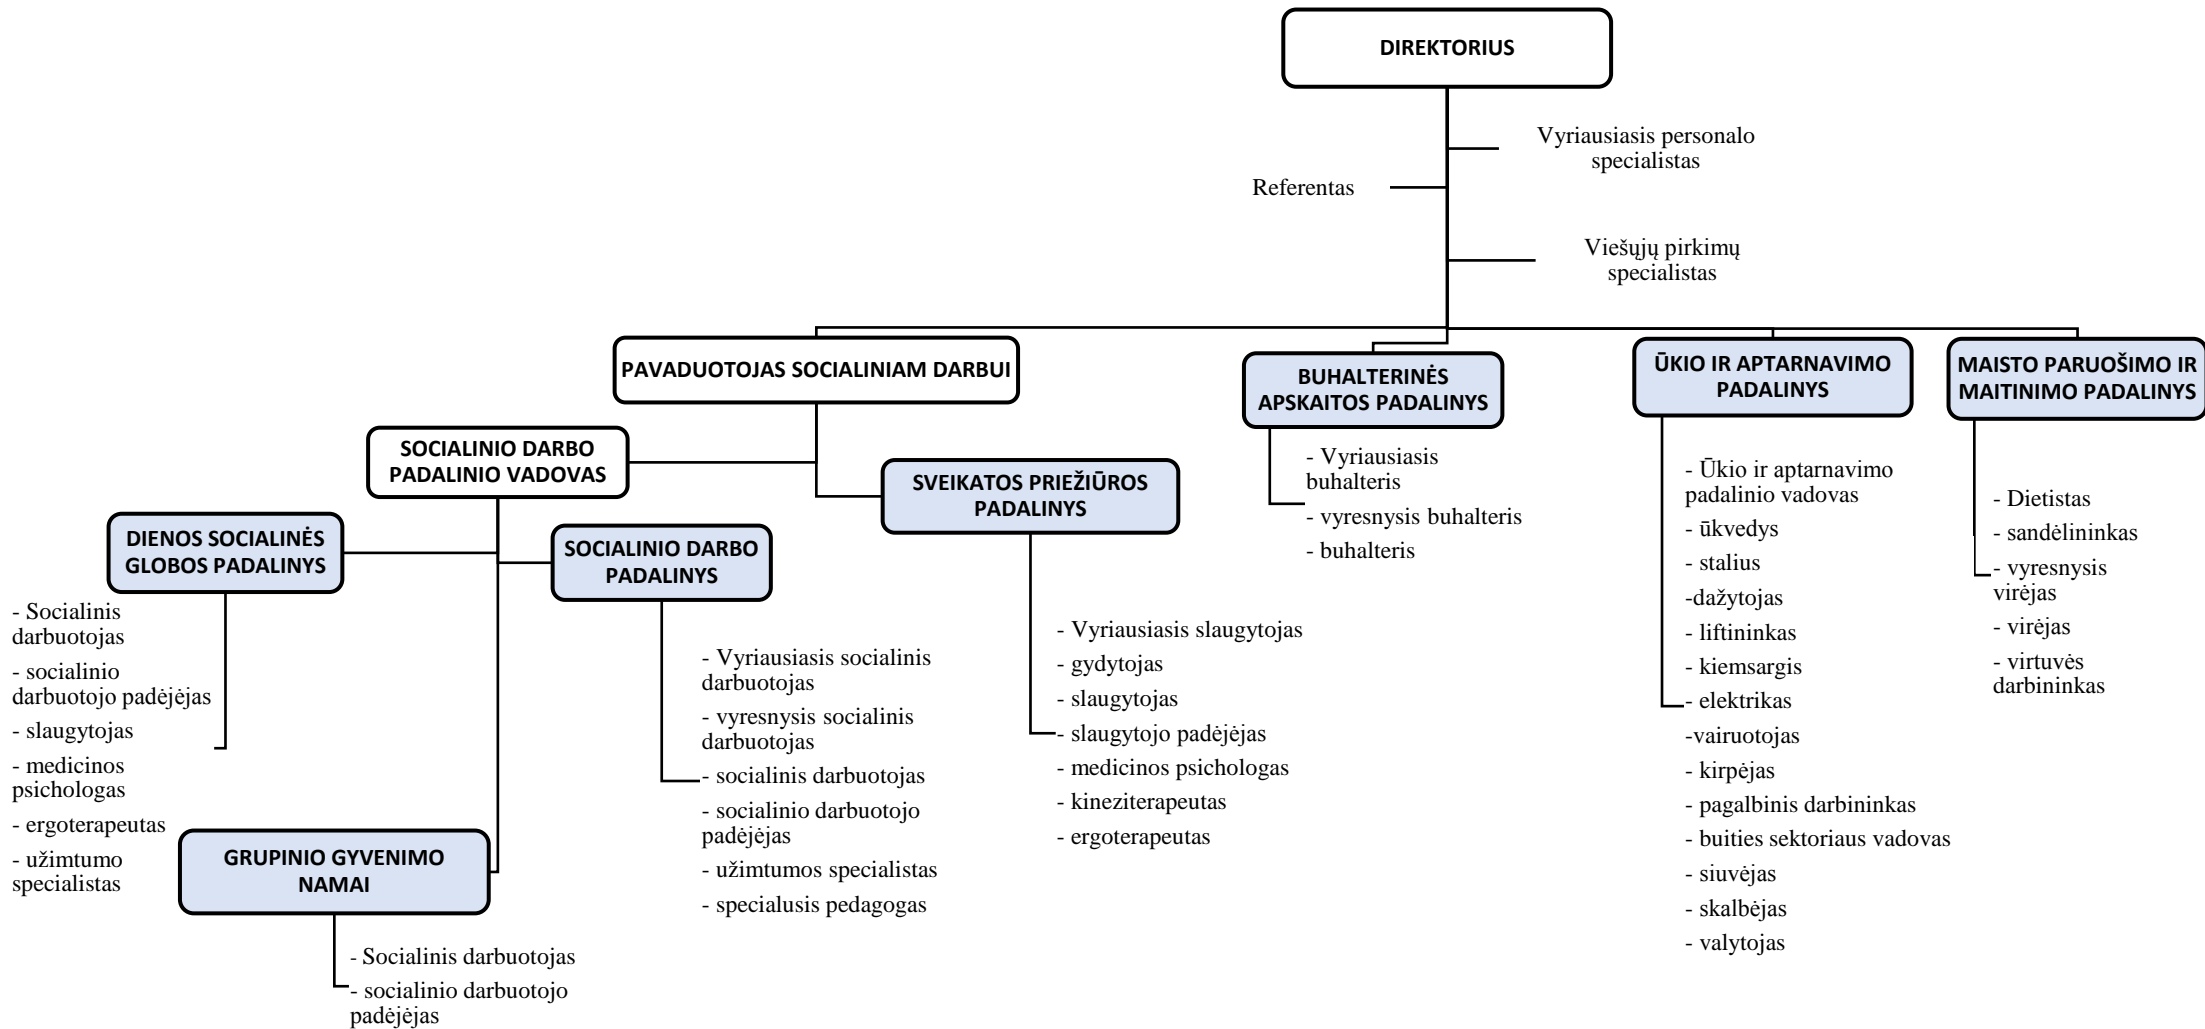 DIREKTORIUS
Vyriausiasis personalo
specialistas
Referentas
Viešųjų pirkimų
specialistas
PAVADUOTOJAS SOCIALINIAM DARBUI
BUHALTERINĖS
APSKAITOS PADALINYS
ŪKIO IR APTARNAVIMO
PADALINYS
MAISTO PARUOŠIMO IR
MAITINIMO PADALINYS
SOCIALINIO DARBO
PADALINIO VADOVAS
SVEIKATOS PRIEŽIŪROS
PADALINYS
DIENOS SOCIALINĖS
GLOBOS PADALINYS
SOCIALINIO DARBO
PADALINYS
- Socialinis
darbuotojas
- socialinio
darbuotojo padėjėjas
- slaugytojas
- medicinos
psichologas
- ergoterapeutas
- užimtumo
specialistas
GRUPINIO GYVENIMO
NAMAI
- Socialinis darbuotojas
- socialinio darbuotojo
padėjėjas
- Vyriausiasis socialinis
darbuotojas
- vyresnysis socialinis
darbuotojas
- socialinis darbuotojas
- socialinio darbuotojo
padėjėjas
- užimtumos specialistas
- specialusis pedagogas
- Vyriausiasis slaugytojas
- gydytojas
- slaugytojas
- slaugytojo padėjėjas
- medicinos psichologas
- kineziterapeutas
- ergoterapeutas
- Vyriausiasis
buhalteris
- vyresnysis buhalteris
- buhalteris
- Ūkio ir aptarnavimo
padalinio vadovas
- ūkvedys
- stalius
-dažytojas
- liftininkas
- kiemsargis
- elektrikas
-vairuotojas
- kirpėjas
- pagalbinis darbininkas
- buities sektoriaus vadovas
- siuvėjas
- skalbėjas
- valytojas
- Dietistas
- sandėlininkas
- vyresnysis
virėjas
- virėjas
- virtuvės
darbininkas